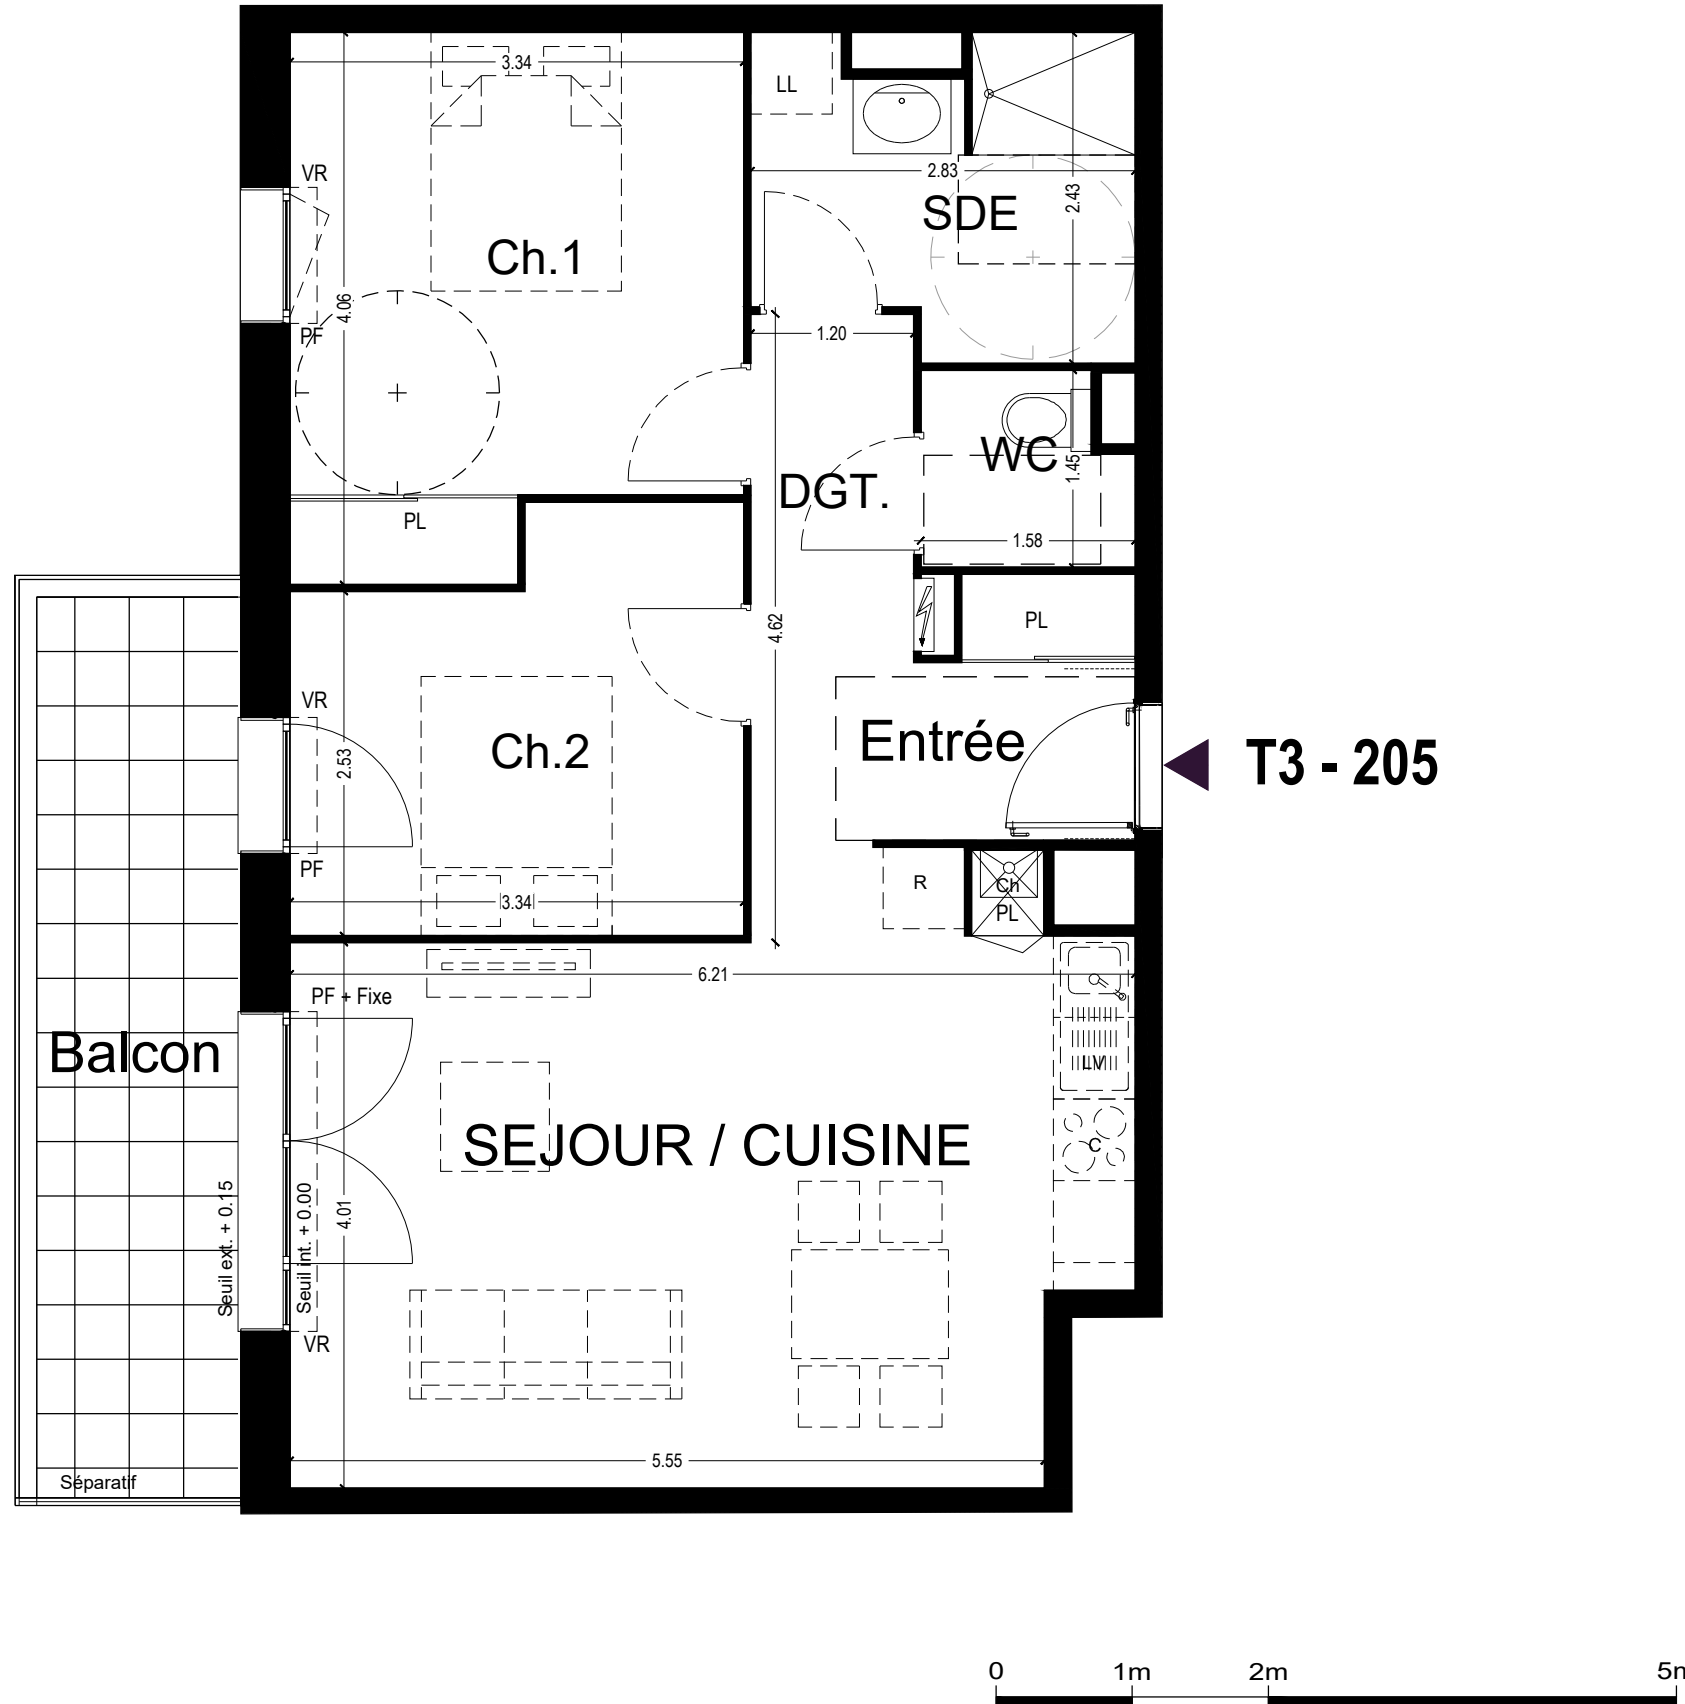 3.34
LL
2.83
2.43
SDE
VR
Ch.1
4.06
PF
1.20
WC
1.45
DGT.
PL
1.58
4.62
PL
VR
Entrée
Ch.2
2.53
T3 - 205
PF
3.34
R
Ch
PL
6.21
PF + Fixe
Balcon
LV
SEJOUR / CUISINE
C
Seuil ext. + 0.15
Seuil int. + 0.00
4.01
VR
5.55
Séparatif
0 1m 2m 5m